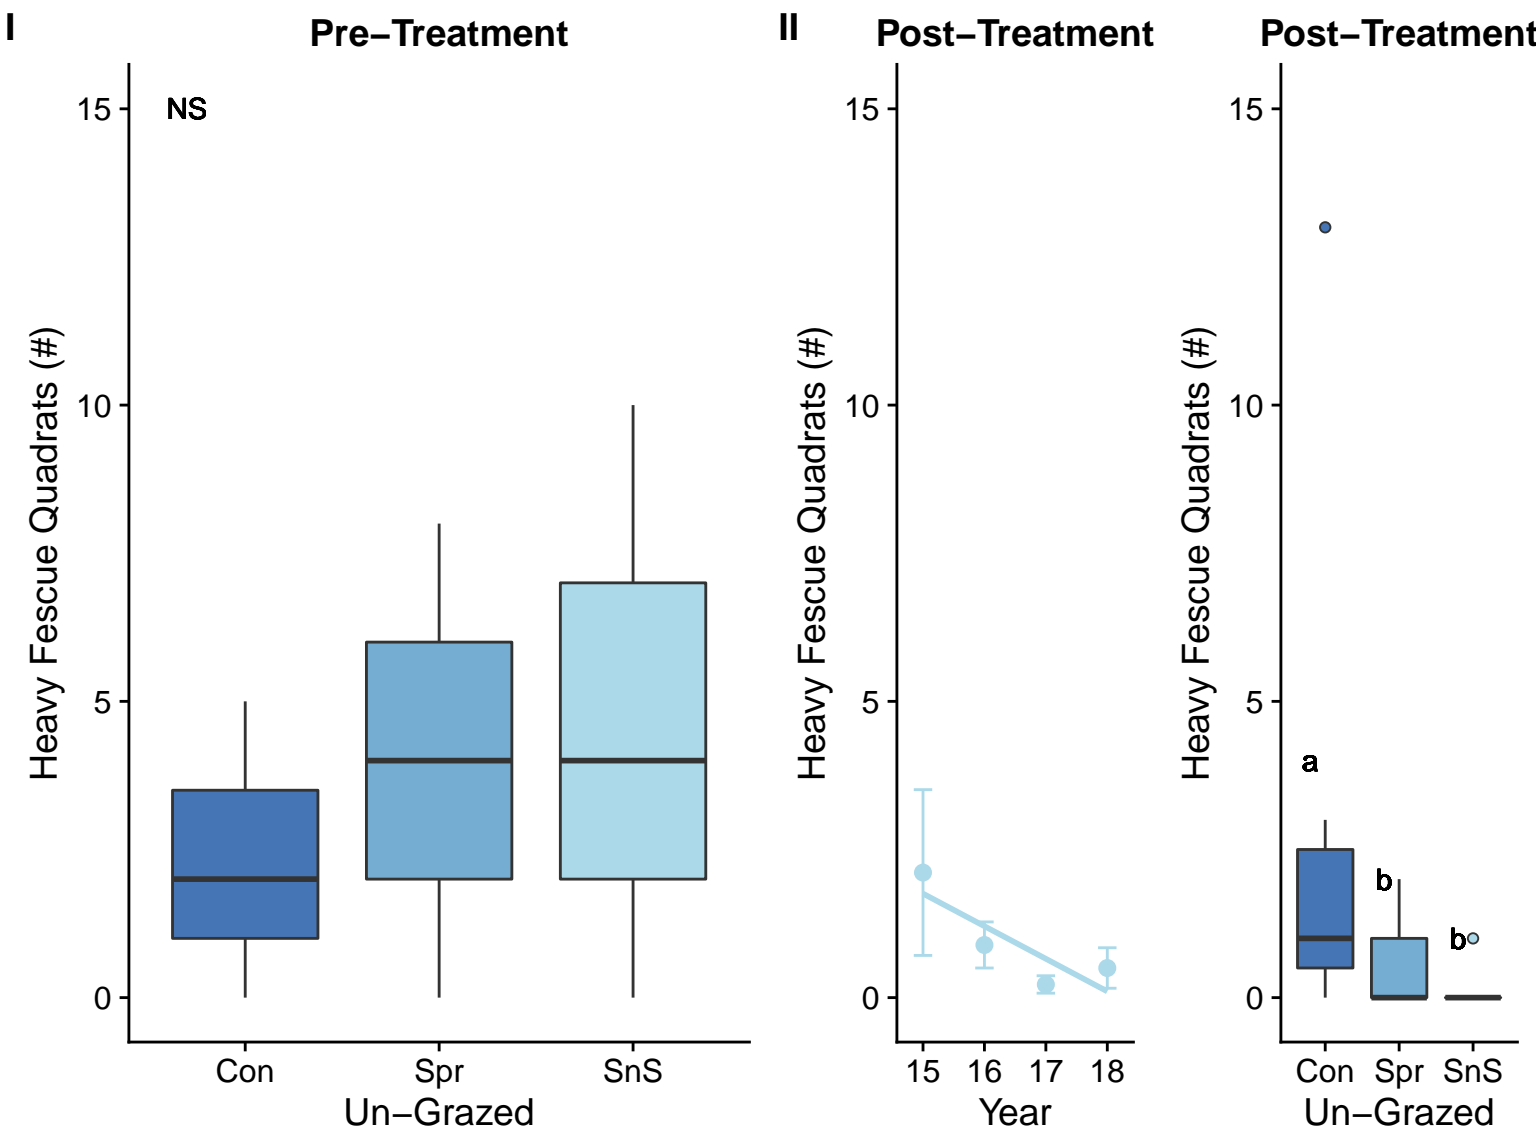 I
Pre−Treatment
NS
15
10
5
0
Heavy Fescue Quadrats (#)
Con Spr SnS
Un−Grazed
II
Post−Treatment
15
10
5
0
Heavy Fescue Quadrats (#)
15 16 17 18
Year
Post−Treatment
15
10
5
0
Heavy Fescue Quadrats (#)
a
b
b
Con Spr SnS
Un−Grazed